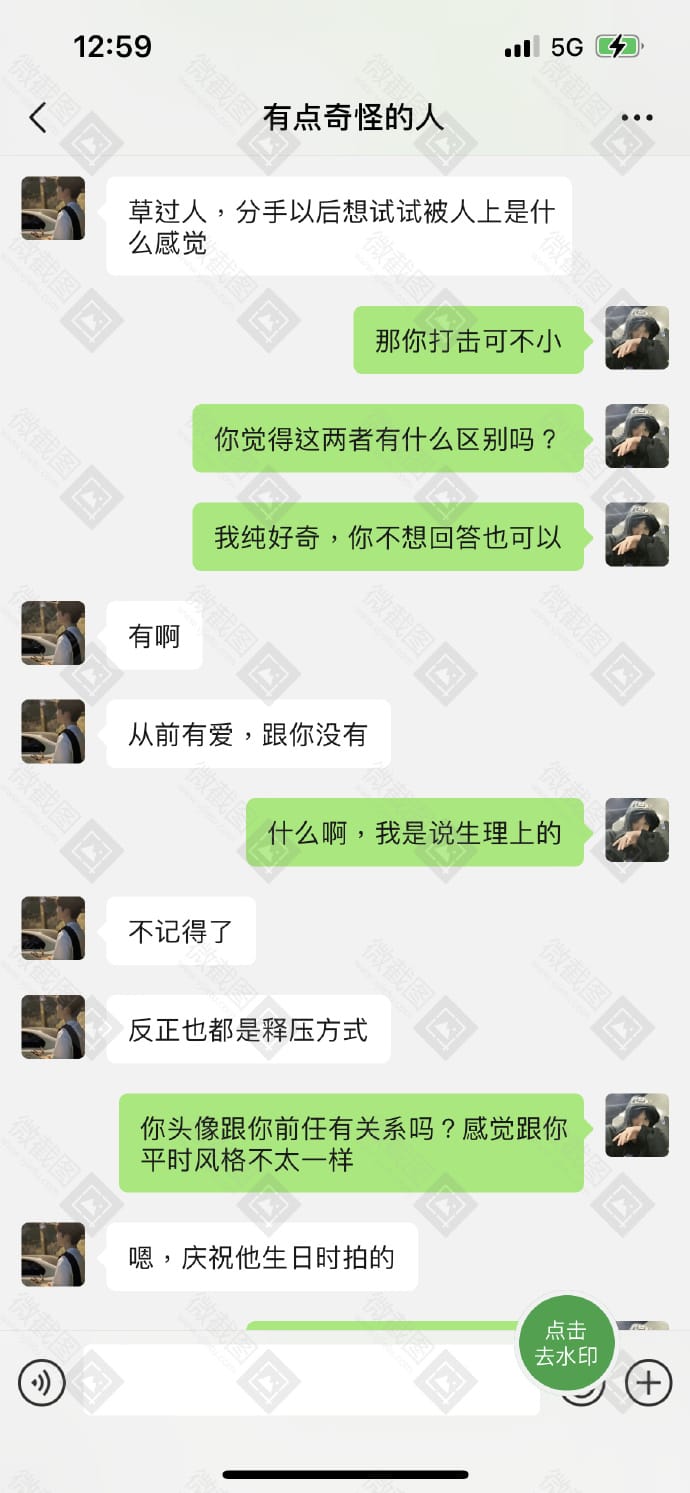 12:59
5G
有点奇怪的人
草过人，分手以后想试试被人上是什
么感觉
那你打击可不小
你觉得这两者有什么区别吗？
我纯好奇，你不想回答也可以
有啊
从前有爱，跟你没有
什么啊，我是说生理上的
不记得了
反正也都是释压方式
你头像跟你前任有关系吗？感觉跟你
平时风格不太一样
嗯，庆祝他生日时拍的
点击
去水印
微截图